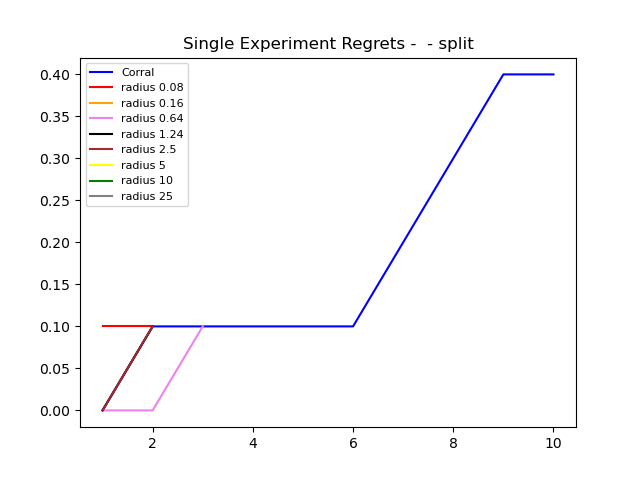 Single Experiment Regrets -  - split
Corral
radius 0.08
radius 0.16
radius 0.64
radius 1.24
radius 2.5
radius 5
radius 10
radius 25
0.40
0.35
0.30
0.25
0.20
0.15
0.10
0.05
0.00
2 4 6 8 10